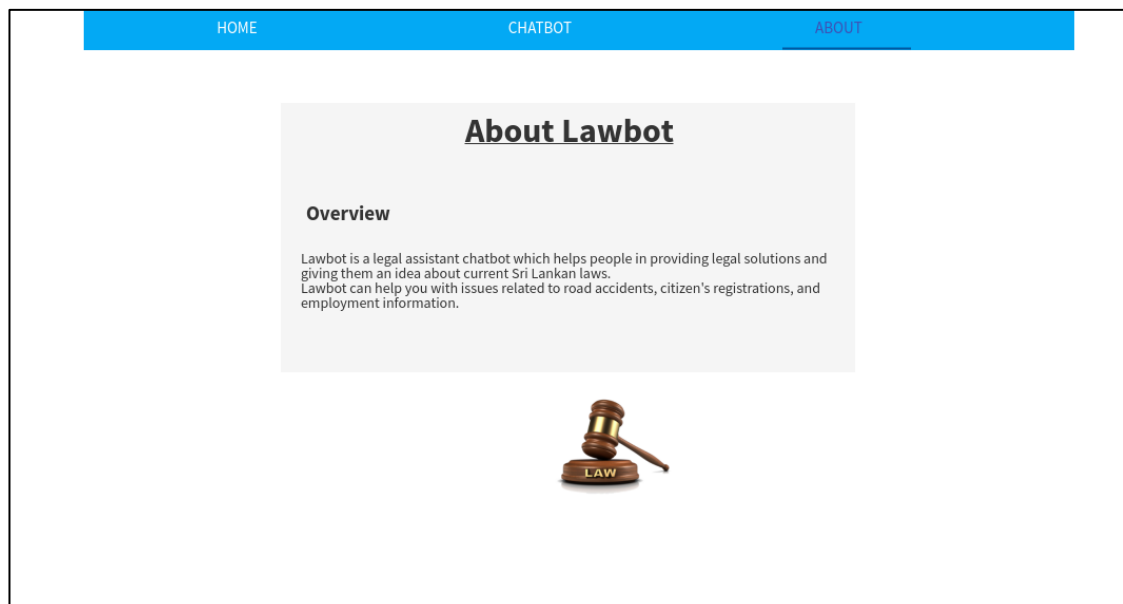 HOME CHATBOT ABOUT
About Lawbot
Overview
Lawbot is a legal assistant chatbot which helps people in providing legal solutions and
giving them an idea about current Sri Lankan laws.
Lawbot can help you with issues related to road accidents, citizen's registrations, and
employment information.
LAW